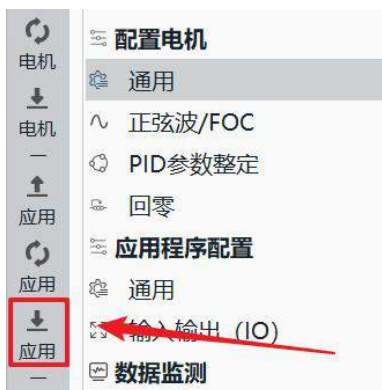 电机
电机
应用
应用
应用
配置电机
通用
正弦波/FOC
PID参数整定
回零
应用程序配置
通用
输入输出（IO）
数据监测